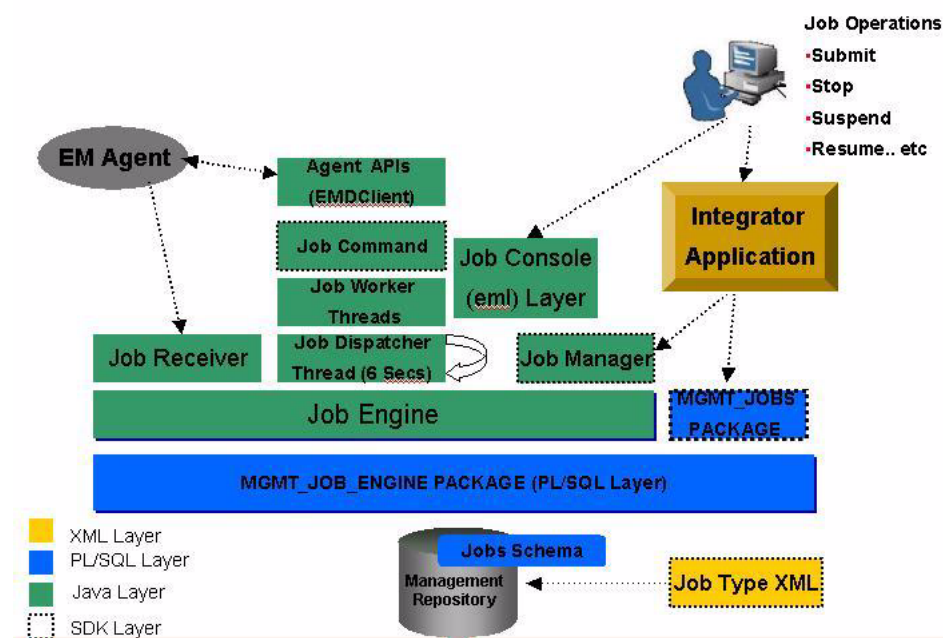 Job Operations
▪Submit
▪Stop
▪Suspend
▪Resume.. etc
EM Agent
Agent APIs
(EMDClient)
Job Command
Job Worker
Threads
Job Dispatcher
Thread (6 Secs)
Job Console
(eml) Layer
Integrator
Application
Job Receiver
Job Manager
Job Engine
MGMT_JOBS
PACKAGE
MGMT_JOB_ENGINE PACKAGE (PL/SQL Layer)
XML Layer
PL/SQL Layer
Java Layer
SDK Layer
Jobs Schema
Management
Repository
Job Type XML